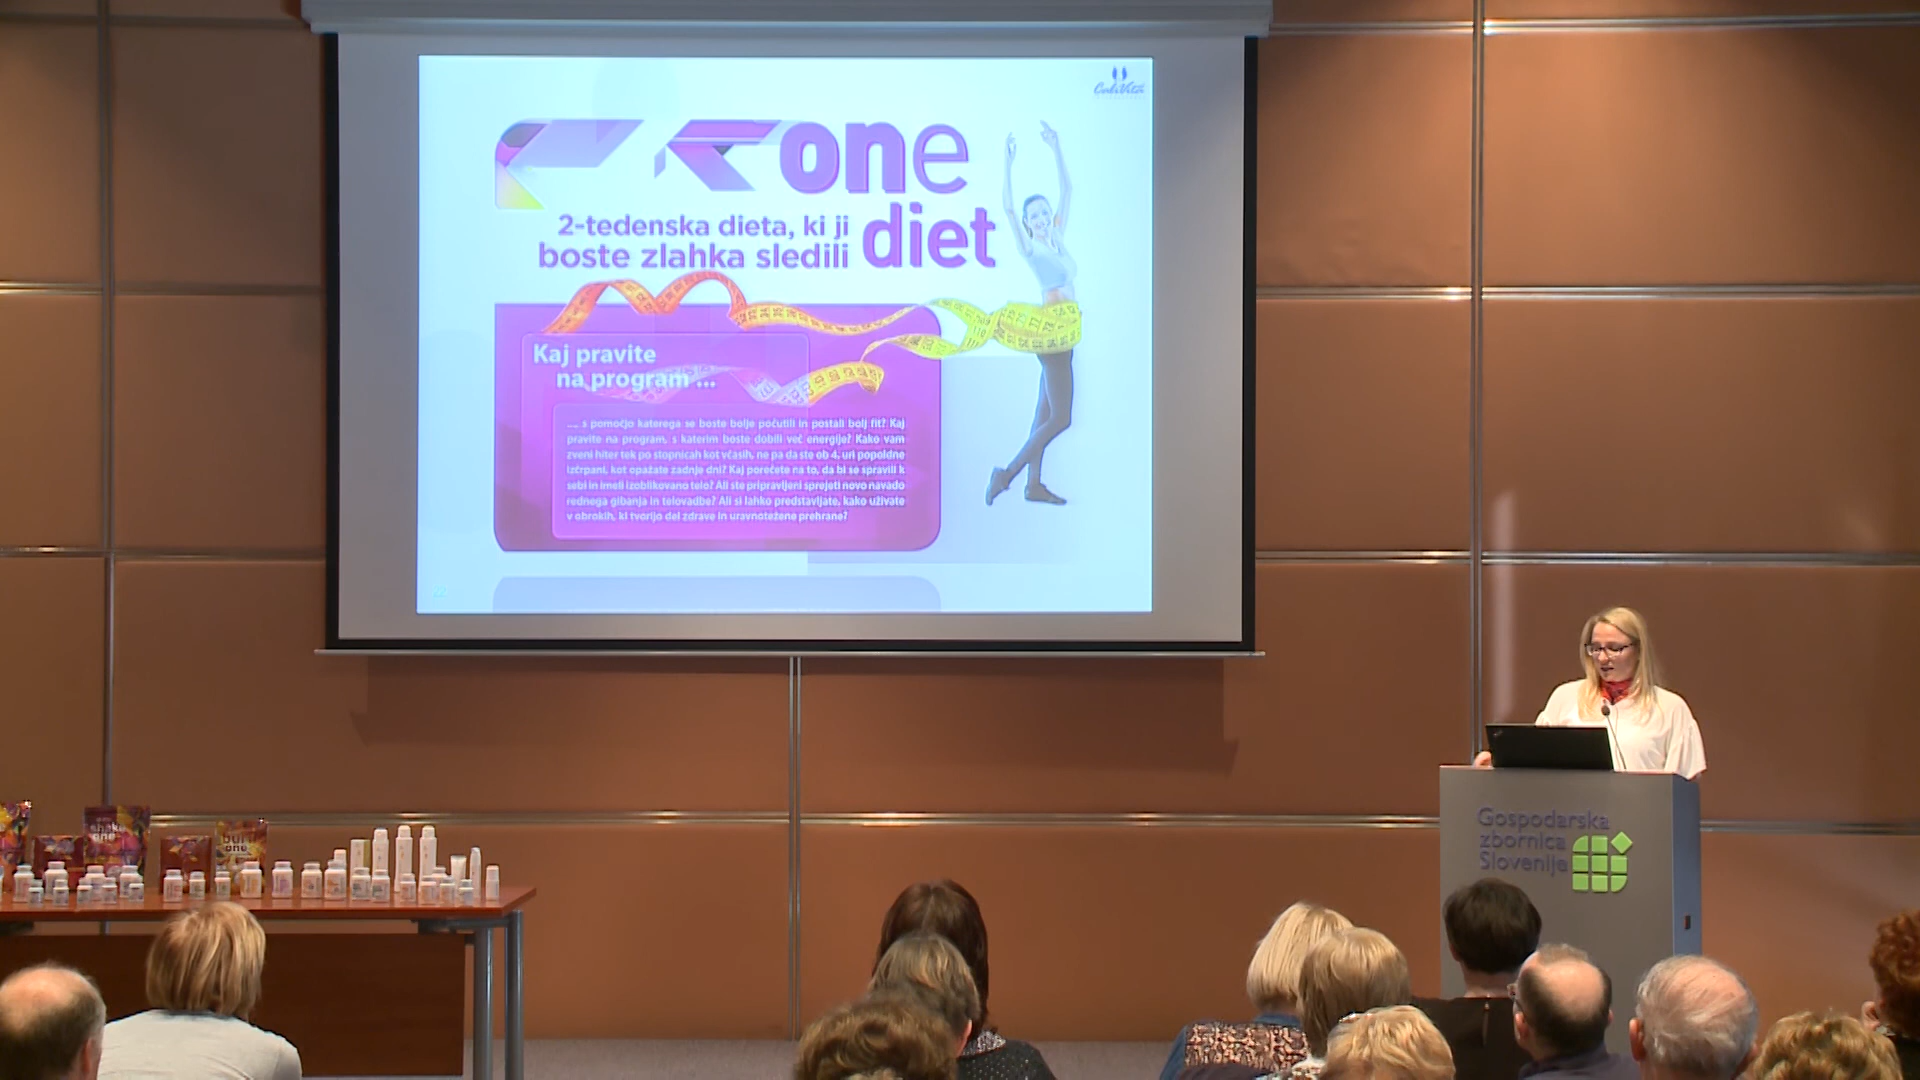 CaliVita
one
diet
2-tedenska dieta, ki ji
boste zlahka sledili
Kaj pravite
na program ...
... s pomočjo katerega se boste bolje počutili in postali bolj fit? Kaj
pravite na program, s katerim boste dobili več energije? Kako vam
zveni hiter tek po stopnicah kot včasih, ne pa da ste ob 4. uri popoldne
izčrpani, kot opažate zadnje dni? Kaj porečete na to, da bi se spravili k
sebi in imeli izoblikovano telo? Ali ste pripravljeni sprejeti novo navado
rednega gibanja in telovadbe? Ali si lahko predstavljate, kako uživate
v obrokih, ki tvorijo del zdrave in uravnotežene prehrane?
shake
one
burn
one
Gospodarska
zbornica
Slovenije